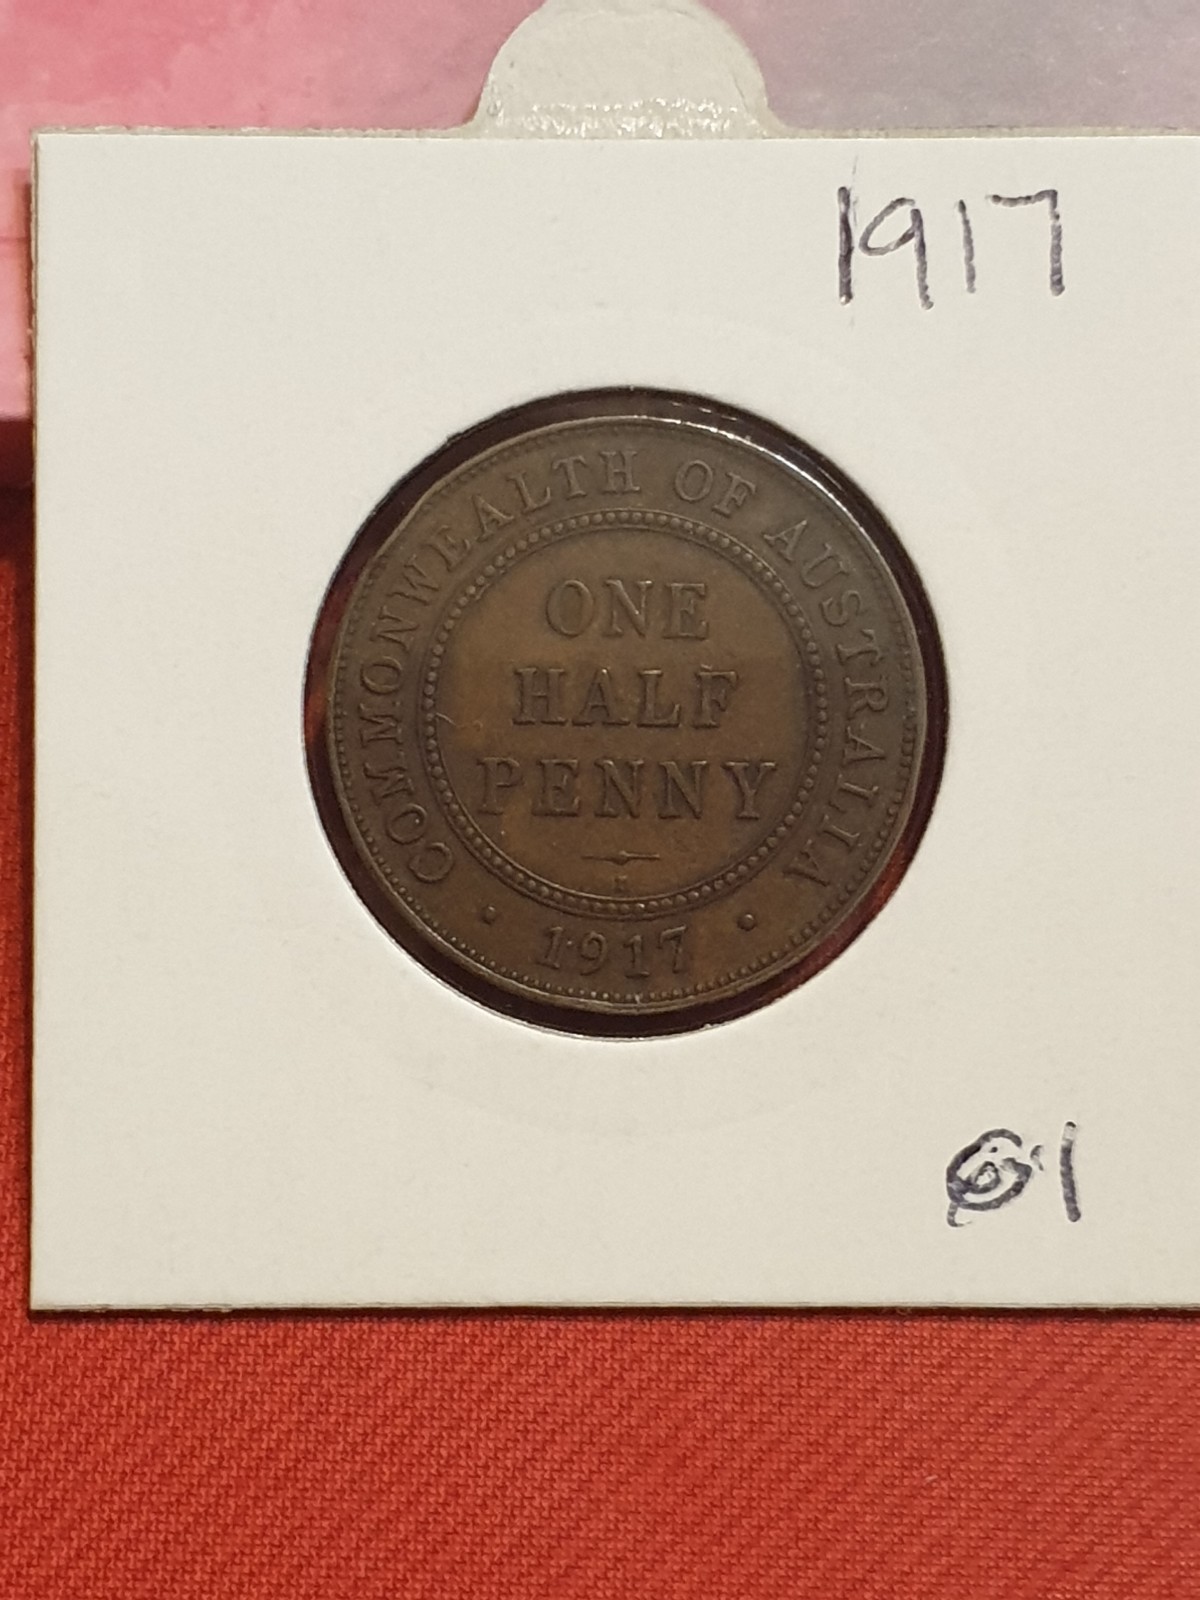 1917
COMMONWEALTH OF AUSTRALIA
ONE
HALF
PENNY
I
1917